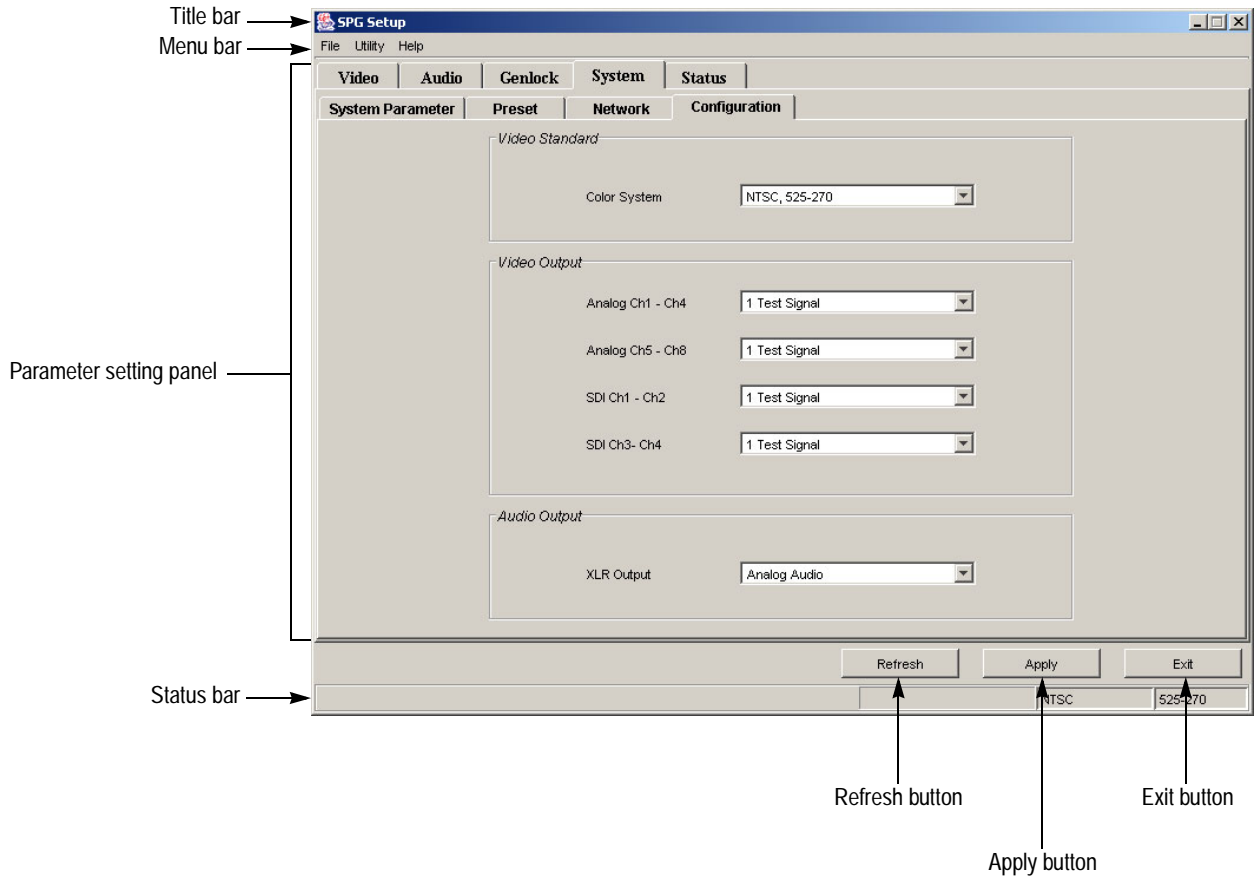 Title bar
SPG Setup
Menu bar
File Utility Help
Video Audio Genlock System Status
System Parameter Preset Network Configuration
Video Standard
Color System NTSC, 525-270
Video Output
Analog Ch1 - Ch4 1 Test Signal
Analog Ch5 - Ch8 1 Test Signal
Parameter setting panel
SDI Ch1 - Ch2 1 Test Signal
SDI Ch3- Ch4 1 Test Signal
Audio Output
XLR Output Analog Audio
Refresh Apply Exit
Status bar
NTSC 525-270
Refresh button
Exit button
Apply button